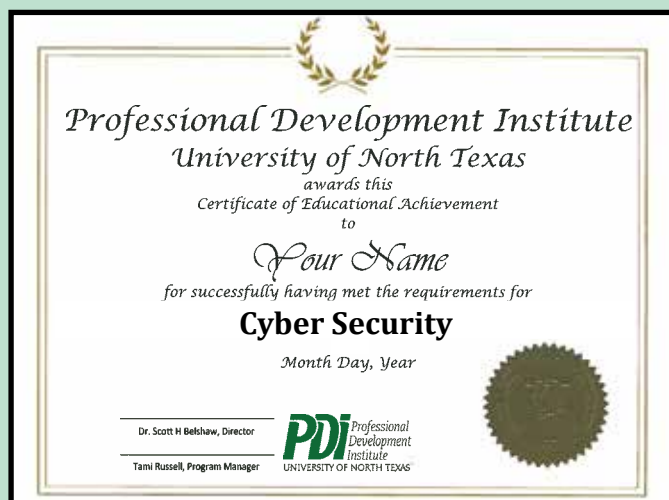 Professional Development Institute
University of North Texas
awards this
Certificate of Educational Achievement
to
Your Name
for successfully having met the requirements for
Cyber Security
Month Day, Year
Dr. Scott H Belshaw, Director
Tami Russell, Program Manager
PDi
Professional
Development
Institute
UNIVERSITY OF NORTH TEXAS